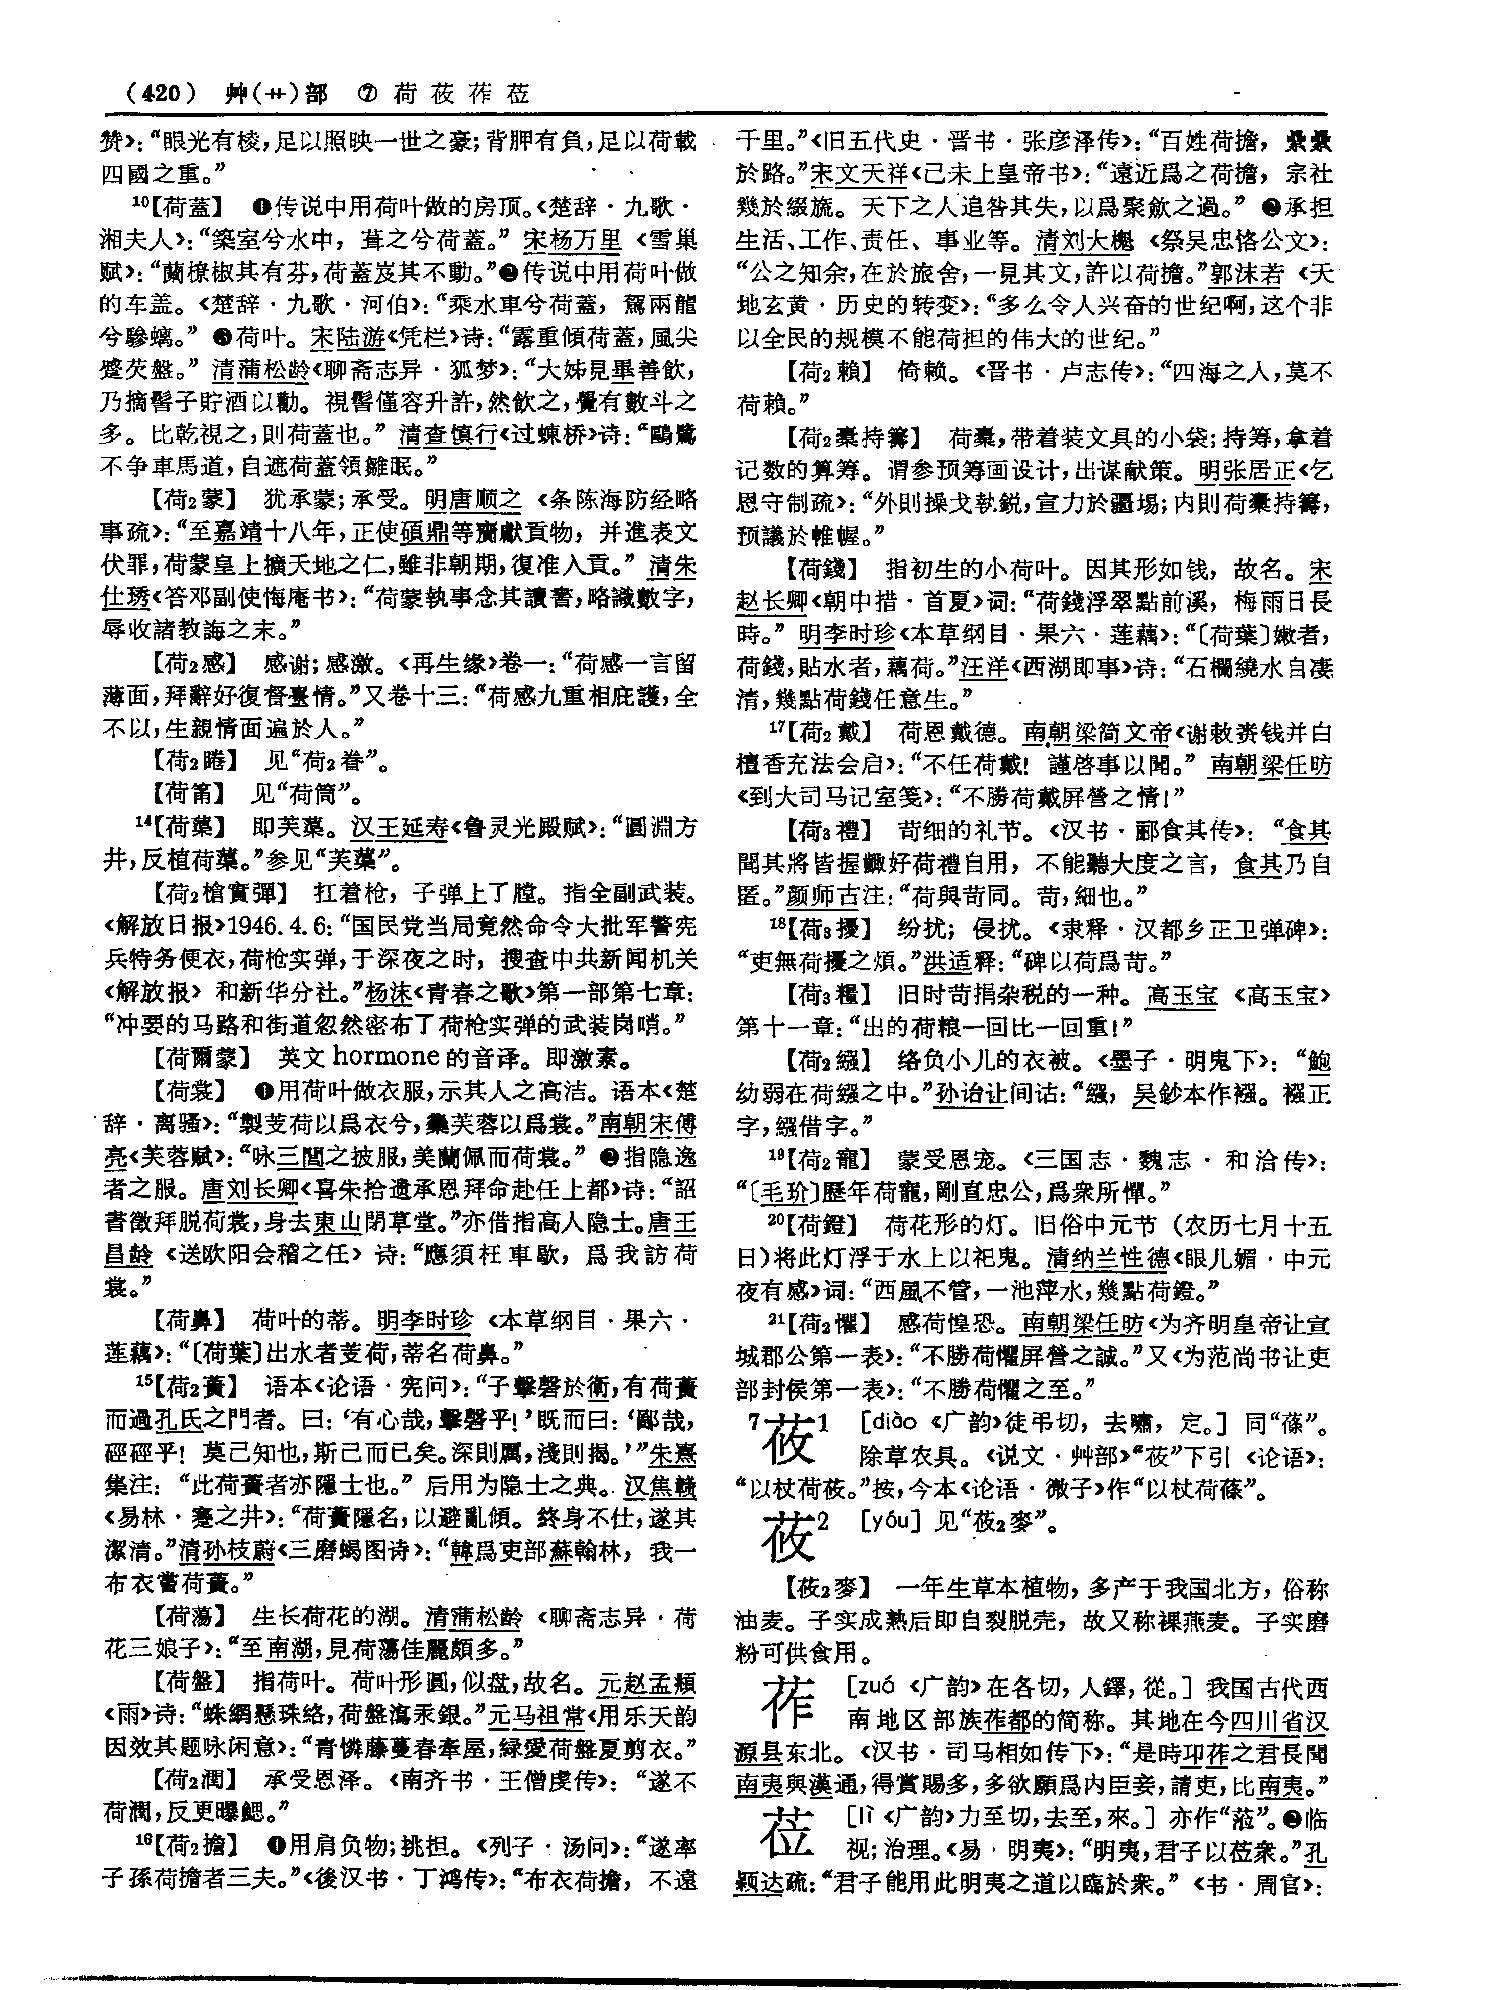 (420) 艸(艹)部 ⑦ 荷莜莋莅
赞》:“眼光有棱,足以照映一世之豪;背胛有負,足以荷載
四國之重。”
10【荷蓋】 ❶传说中用荷叶做的房顶。《楚辞·九歌·
湘夫人》:“築室兮水中,葺之兮荷蓋。” 宋杨万里《雪巢
赋》:“蘭橑椒其有芬,荷蓋岌其不動。”❷传说中用荷叶做
的车盖。《楚辞·九歌·河伯》:“乘水車兮荷蓋,駕兩龍
兮驂螭。” ❸荷叶。宋陆游《凭栏》诗:“露重傾荷蓋,風尖
蹙芡盤。” 清蒲松龄《聊斋志异·狐梦》:“大姊見畢善飲,
乃摘髻子貯酒以勸。視髻僅容升許,然飲之,覺有數斗之
多。比乾視之,則荷蓋也。” 清查慎行《过蛛桥》诗:“鷗鷺
不争車馬道,自遮荷蓋領雛眠。”
【荷2蒙】 犹承蒙;承受。明唐顺之《条陈海防经略
事疏》:“至嘉靖十八年,正使碩鼎等齎獻貢物,并進表文
伏罪,荷蒙皇上擴天地之仁,雖非朝期,復准入貢。” 清朱
仕琇《答邓副使悔庵书》:“荷蒙執事念其讀書,略識數字,
辱收諸教誨之末。”
【荷2感】 感谢;感激。《再生缘》卷一:“荷感一言留
薄面,拜辭好復督臺情。”又卷十三:“荷感九重相庇護,全
不以,生親情面遍於人。”
【荷2睠】 见“荷2眷”。
【荷筩】 见“荷筒”。
14【荷蕖】 即芙蕖。汉王延寿《鲁灵光殿赋》:“圓淵方
井,反植荷蕖。”参见“芙蕖”。
【荷2槍實彈】 扛着枪,子弹上了膛。指全副武装。
《解放日报》1946.4.6:“国民党当局竟然命令大批军警宪
兵特务便衣,荷枪实弹,于深夜之时,搜查中共新闻机关
《解放报》和新华分社。”杨沫《青春之歌》第一部第七章:
“冲要的马路和街道忽然密布了荷枪实弹的武装岗哨。”
【荷爾蒙】 英文hormone的音译。即激素。
【荷裳】 ❶用荷叶做衣服,示其人之高洁。语本《楚
辞·离骚》:“製芰荷以爲衣兮,集芙蓉以爲裳。”南朝宋傅
亮《芙蓉赋》:“咏三閭之披服,美蘭佩而荷裳。” ❷指隐逸
者之服。唐刘长卿《喜朱拾遗承恩拜命赴任上都》诗:“詔
書徵拜脱荷裳,身去東山閉草堂。”亦借指高人隐士。唐王
昌龄《送欧阳会稽之任》诗:“應須枉車歇,爲我訪荷
裳。”
【荷鼻】 荷叶的蒂。明李时珍《本草纲目·果六·
莲藕》:“〔荷葉〕出水者芰荷,蒂名荷鼻。”
15【荷2蕢】 语本《论语·宪问》:“子擊磬於衛,有荷蕢
而過孔氏之門者。曰:‘有心哉,擊磬乎!’既而曰:‘鄙哉,
硜硜乎!莫己知也,斯己而已矣。深則厲,淺則揭。’”朱熹
集注:“此荷蕢者亦隱士也。” 后用为隐士之典。汉焦赣
《易林·蹇之井》:“荷蕢隱名,以避亂傾。終身不仕,遂其
潔清。”清孙枝蔚《三磨蝎图诗》:“韓爲吏部蘇翰林,我一
布衣嘗荷蕢。”
【荷蕩】 生长荷花的湖。清蒲松龄《聊斋志异·荷
花三娘子》:“至南湖,見荷蕩佳麗頗多。”
【荷盤】 指荷叶。荷叶形圆,似盘,故名。元赵孟頫
《雨》诗:“蛛網懸珠络,荷盤瀉汞銀。”元马祖常《用乐天韵
因效其题咏闲意》:“青憐藤蔓春牽屋,緑愛荷盤夏剪衣。”
【荷2潤】 承受恩泽。《南齐书·王僧虔传》:“遂不
荷潤,反更曝鳃。”
16【荷2擔】 ❶用肩负物;挑担。《列子·汤问》:“遂率
子孫荷擔者三夫。”《後汉书·丁鸿传》:“布衣荷擔,不遠
千里。”《旧五代史·晋书·张彦泽传》:“百姓荷擔,纍纍
於路。”宋文天祥《己未上皇帝书》:“遠近爲之荷擔,宗社
幾於綴旒。天下之人追咎其失,以爲聚斂之過。” ❷承担
生活、工作、责任、事业等。清刘大櫆《祭吴忠恪公文》:
“公之知余,在於旅舍,一見其文,許以荷擔。”郭沫若《天
地玄黄·历史的转变》:“多么令人兴奋的世纪啊,这个非
以全民的规模不能荷担的伟大的世纪。”
【荷2賴】 倚赖。《晋书·卢志传》:“四海之人,莫不
荷賴。”
【荷2橐持籌】 荷橐,带着装文具的小袋;持筹,拿着
记数的算筹。谓参预筹画设计,出谋献策。明张居正《乞
恩守制疏》:“外則操戈執鋭,宣力於疆埸;内則荷橐持籌,
预議於帷幄。”
【荷錢】 指初生的小荷叶。因其形如钱,故名。宋
赵长卿《朝中措·首夏》词:“荷錢浮翠點前溪,梅雨日長
時。” 明李时珍《本草纲目·果六·莲藕》:“〔荷葉〕嫩者,
荷錢,貼水者,藕荷。”汪洋《西湖即事》诗:“石欄繞水自凄
清,幾點荷錢任意生。”
17【荷2戴】 荷恩戴德。南朝梁简文帝《谢敕赉钱并白
檀香充法会启》:“不任荷戴!謹啓事以聞。” 南朝梁任昉
《到大司马记室笺》:“不勝荷戴屏營之情!”
【荷3禮】 苛细的礼节。《汉书·郦食其传》:“食其
聞其將皆握齱好荷禮自用,不能聽大度之言,食其乃自
匿。”颜师古注:“荷與苛同。苛,細也。”
18【荷3擾】 纷扰;侵扰。《隶释·汉都乡正卫弹碑》:
“吏無荷擾之煩。”洪适释:“碑以荷爲苛。”
【荷3糧】 旧时苛捐杂税的一种。高玉宝《高玉宝》
第十一章:“出的荷粮一回比一回重!”
【荷2繈】 络负小儿的衣被。《墨子·明鬼下》:“鮑
幼弱在荷繈之中。”孙诒让间诂:“繈,吴鈔本作襁。襁正
字,繈借字。”
19【荷2寵】 蒙受恩宠。《三国志·魏志·和洽传》:
“〔毛玠〕歷年荷寵,剛直忠公,爲衆所憚。”
20【荷鐙】 荷花形的灯。旧俗中元节(农历七月十五
日)将此灯浮于水上以祀鬼。清纳兰性德《眼儿媚·中元
夜有感》词:“西風不管,一池萍水,幾點荷鐙。”
21【荷2懼】 感荷惶恐。南朝梁任昉《为齐明皇帝让宣
城郡公第一表》:“不勝荷懼屏營之誠。”又《为范尚书让吏
部封侯第一表》:“不勝荷懼之至。”
7莜1 [diào《广韵》徒弔切,去嘯,定。] 同“蓧”。
除草农具。《说文·艸部》“莜”下引《论语》:
“以杖荷莜。”按,今本《论语·微子》作“以杖荷蓧”。
莜2 [yóu] 见“莜2麥”。
【莜2麥】 一年生草本植物,多产于我国北方,俗称
油麦。子实成熟后即自裂脱壳,故又称裸燕麦。子实磨
粉可供食用。
莋 [zuó《广韵》在各切,入鐸,從。] 我国古代西
南地区部族莋都的简称。其地在今四川省汉
源县东北。《汉书·司马相如传下》:“是時邛莋之君長聞
南夷與漢通,得賞賜多,多欲願爲内臣妾,請吏,比南夷。”
莅 [lì《广韵》力至切,去至,來。] 亦作“蒞”。❷临
视;治理。《易·明夷》:“明夷,君子以莅衆。”孔
颖达疏:“君子能用此明夷之道以臨於衆。”《书·周官》: